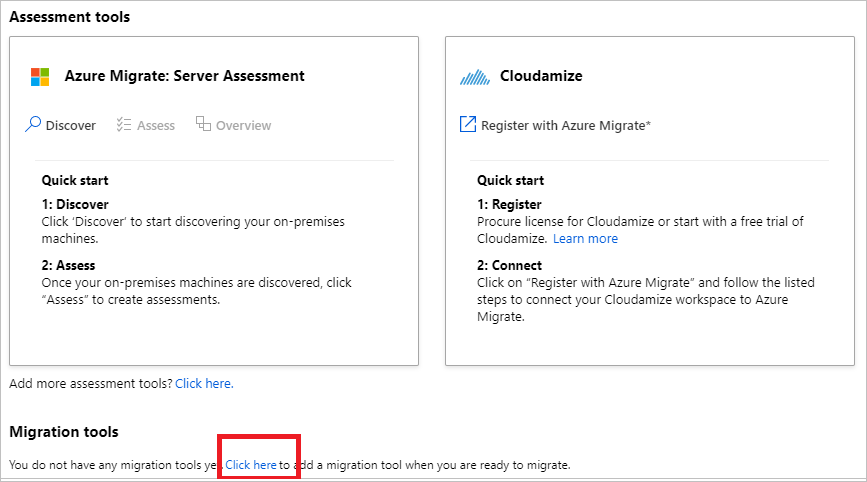 Assessment tools
Azure Migrate: Server Assessment
Discover Assess Overview
Quick start
1: Discover
Click ‘Discover’ to start discovering your on-premises
machines.
2: Assess
Once your on-premises machines are discovered, click
“Assess” to create assessments.
Cloudamize
Register with Azure Migrate*
Quick start
1: Register
Procure license for Cloudamize or start with a free trial of
Cloudamize. Learn more
2: Connect
Click on “Register with Azure Migrate” and follow the listed
steps to connect your Cloudamize workspace to Azure
Migrate.
Add more assessment tools? Click here.
Migration tools
You do not have any migration tools ye Click here to add a migration tool when you are ready to migrate.